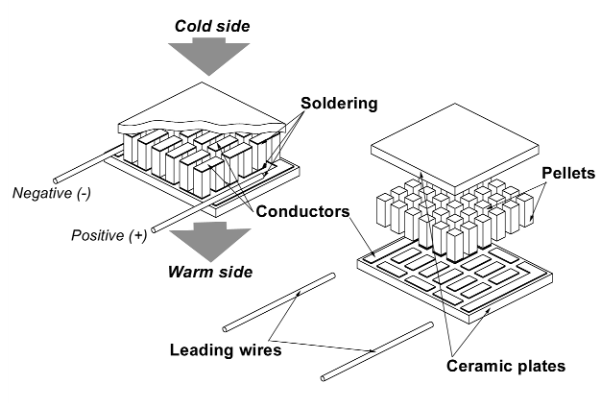 Cold side
Soldering
Pellets
Negative (-)
Conductors
Positive (+)
Warm side
Leading wires
Ceramic plates